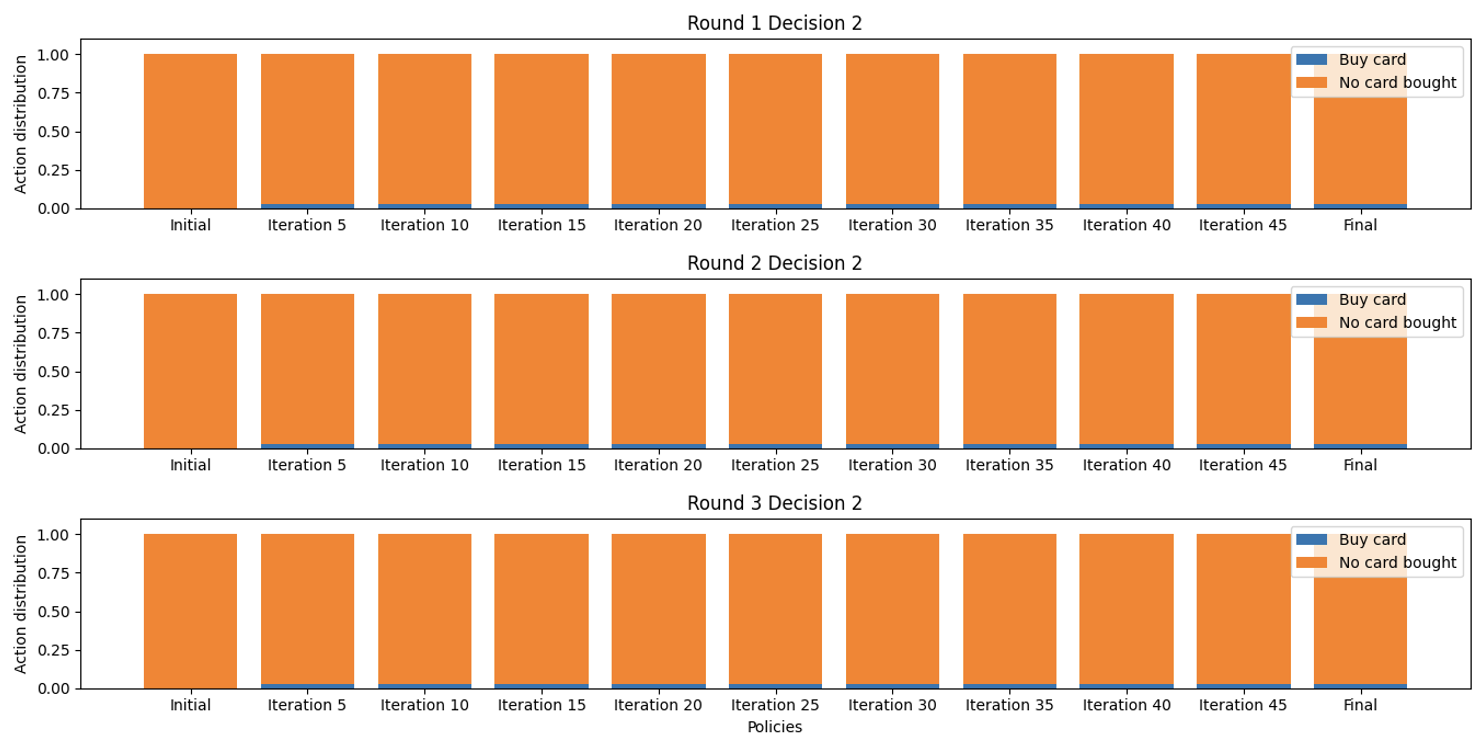 Round 1 Decision 2
Action distribution
1.00
0.75
0.50
0.25
0.00
Buy card
No card bought
Initial Iteration 5 Iteration 10 Iteration 15 Iteration 20 Iteration 25 Iteration 30 Iteration 35 Iteration 40 Iteration 45 Final
Round 2 Decision 2
Action distribution
1.00
0.75
0.50
0.25
0.00
Buy card
No card bought
Initial Iteration 5 Iteration 10 Iteration 15 Iteration 20 Iteration 25 Iteration 30 Iteration 35 Iteration 40 Iteration 45 Final
Round 3 Decision 2
Action distribution
1.00
0.75
0.50
0.25
0.00
Buy card
No card bought
Initial Iteration 5 Iteration 10 Iteration 15 Iteration 20 Iteration 25 Iteration 30 Iteration 35 Iteration 40 Iteration 45 Final
Policies